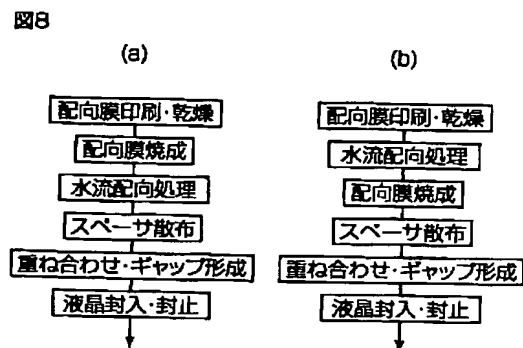 図8
(a)
配向膜印刷・乾燥
配向膜焼成
水流配向処理
スペーサ散布
重ね合わせ・ギャップ形成
液晶封入・封止
(b)
配向膜印刷・乾燥
水流配向処理
配向膜焼成
スペーサ散布
重ね合わせ・ギャップ形成
液晶封入・封止